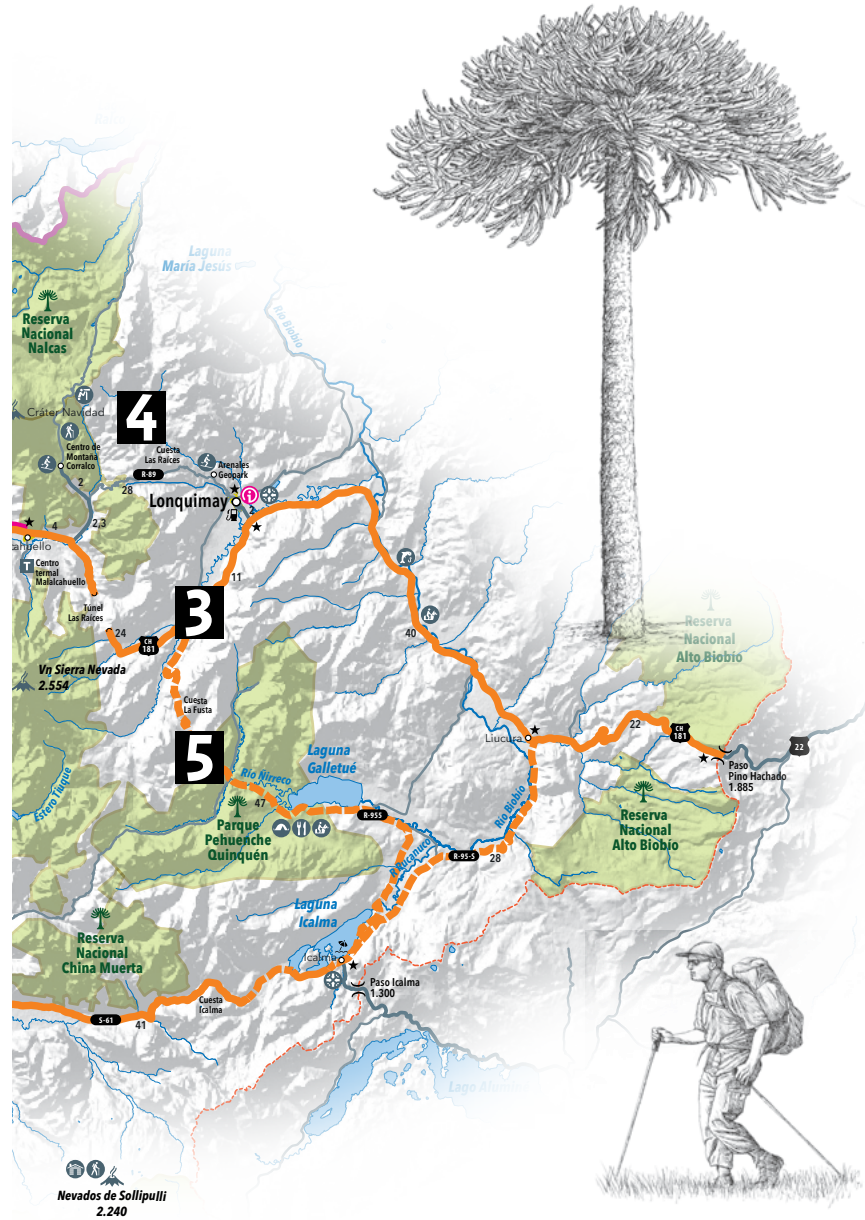 Laguna
María Jesús
Río Biobío
Reserva
Nacional
Nalcas
Cráter Navidad
4
Centro de
Montaña
Corralco
Cuesta
Las Raíces
Arenales
Geopark
R-89
2
28
Lonquimay
2
2,3
4
cahuello
T
Centro
termal
Malalcahuello
11
Túnel
Las Raíces
3
24
CH
181
40
Vn Sierra Nevada
2.554
Reserva
Nacional
Alto Biobío
Cuesta
La Fusta
5
Liucura
22
CH
181
22
Paso
Pino Hachado
1.885
Laguna
Galletué
Río Ñirreco
47
Estero Tiuque
Parque
Pehuenche
Quinquén
R-955
Río Biobío
Reserva
Nacional
Alto Biobío
R-95-S
28
R. Rucanuco
Laguna
Icalma
Icalma
Reserva
Nacional
China Muerta
Paso Icalma
1.300
Cuesta
Icalma
S-61
41
Nevados de Sollipulli
2.240